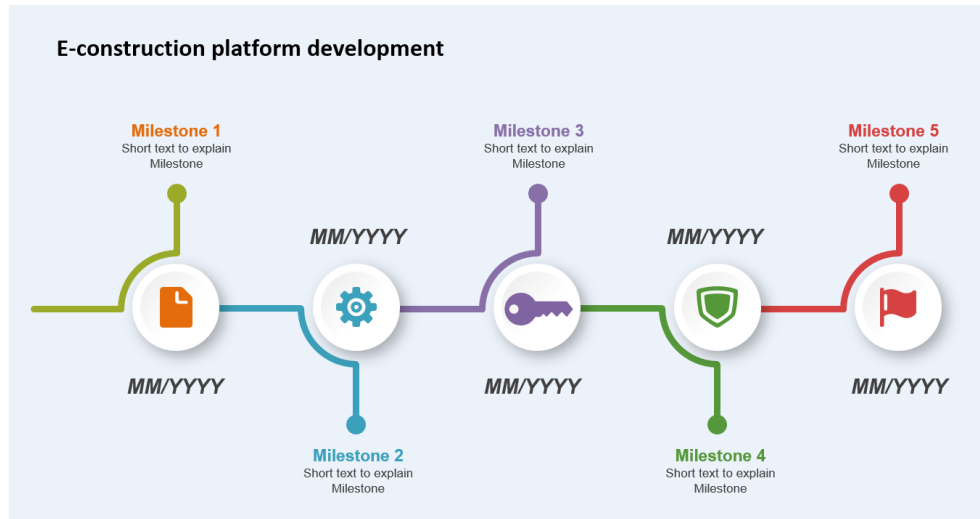 E-construction platform development
Milestone 1
Short text to explain
Milestone
MM/YYYY
Milestone 2
Short text to explain
Milestone
MM/YYYY
Milestone 3
Short text to explain
Milestone
MM/YYYY
Milestone 4
Short text to explain
Milestone
MM/YYYY
Milestone 5
Short text to explain
Milestone
MM/YYYY